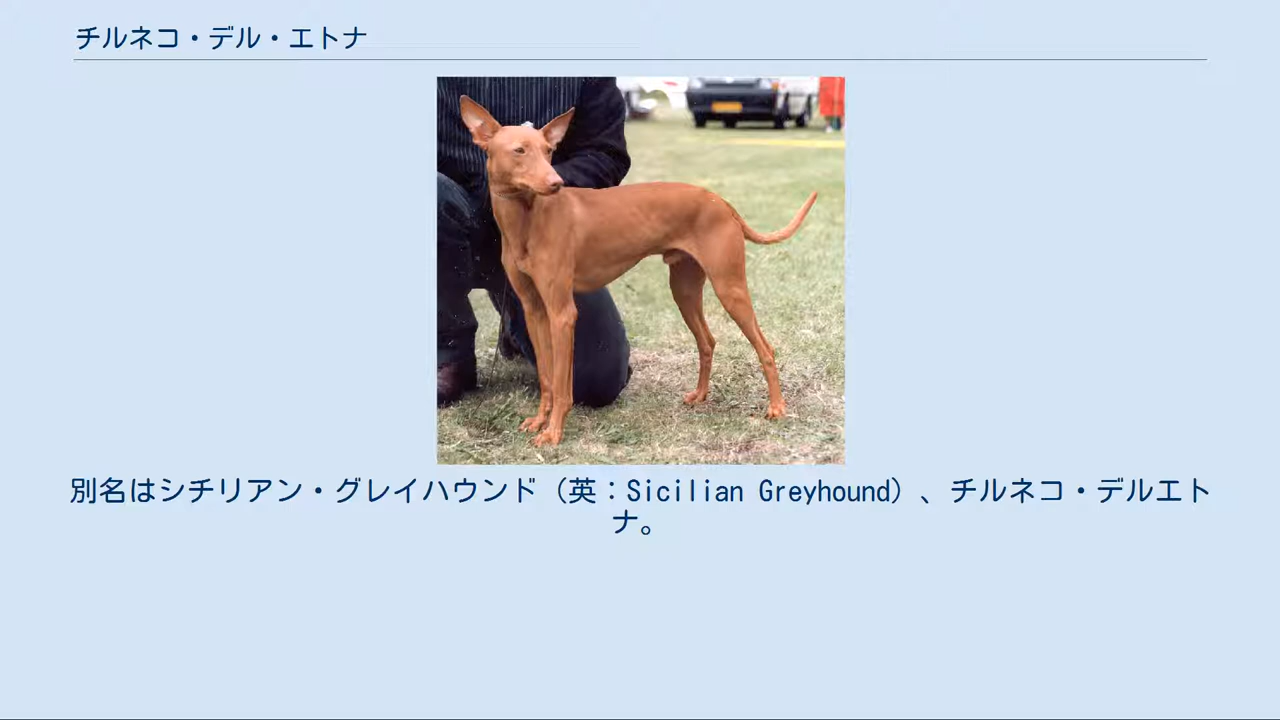 チルネコ・デル・エトナ
別名はシチリアン・グレイハウンド（英：Sicilian Greyhound）、チルネコ・デルエト
ナ。